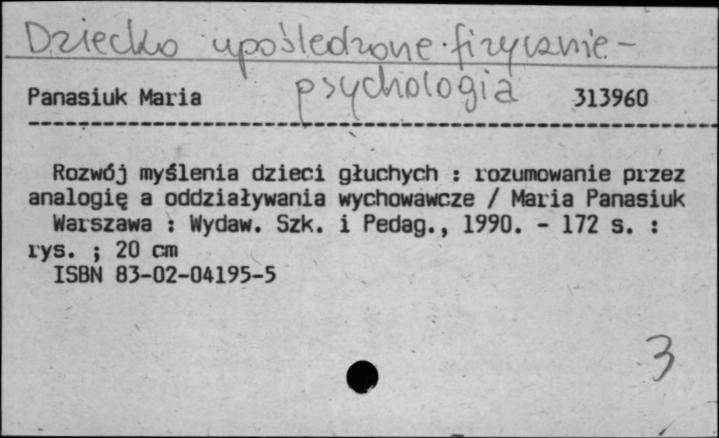 Dziecko upośledzone fizycznie -
psychologia
Panasiuk Maria 313960
Rozwój myślenia dzieci głuchych : rozumowanie przez
analogię a oddziaływania wychowawcze / Maria Panasiuk
Warszawa : Wydaw. Szk. i Pedag., 1990. - 172 s. :
rys. ; 20 cm
ISBN 83-02-04195-5
3